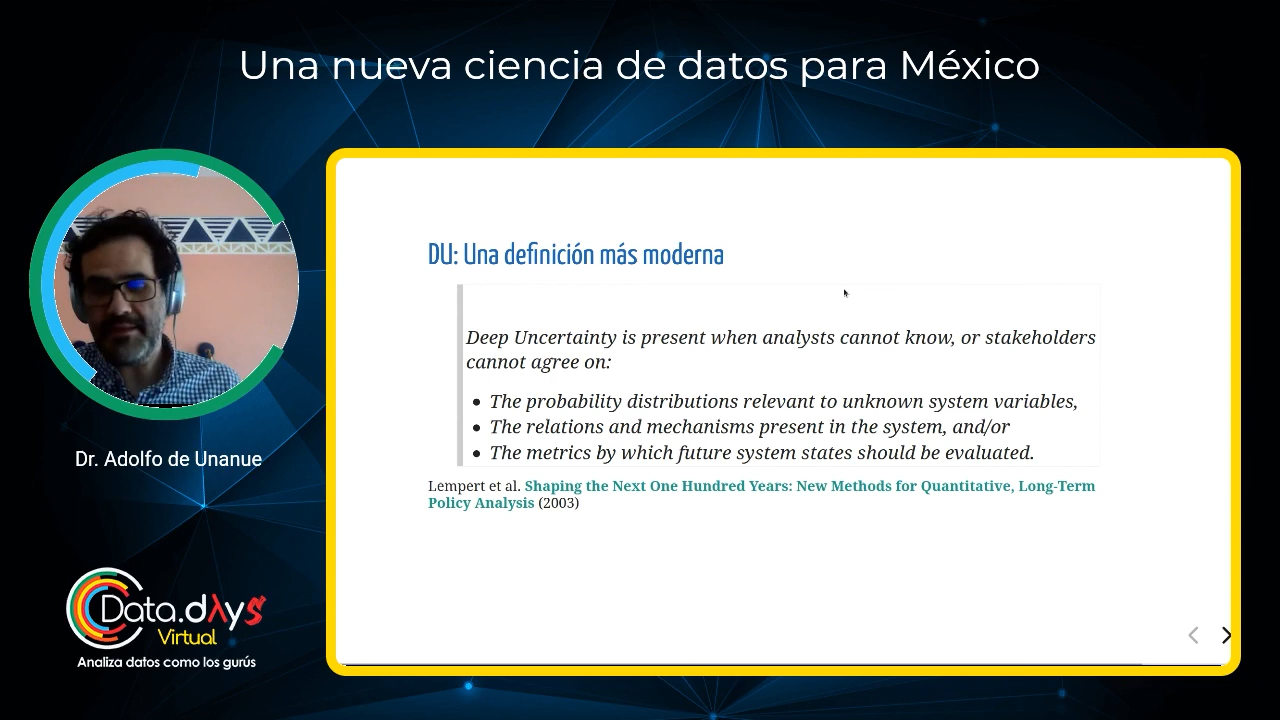 Una nueva ciencia de datos para México
DU: Una definición más moderna
Deep Uncertainty is present when analysts cannot know, or stakeholders
cannot agree on:
• The probability distributions relevant to unknown system variables,
• The relations and mechanisms present in the system, and/or
• The metrics by which future system states should be evaluated.
Lempert et al. Shaping the Next One Hundred Years: New Methods for Quantitative, Long-Term
Policy Analysis (2003)
Dr. Adolfo de Unanue
Data.dλys
Virtual
Analiza datos como los gurús